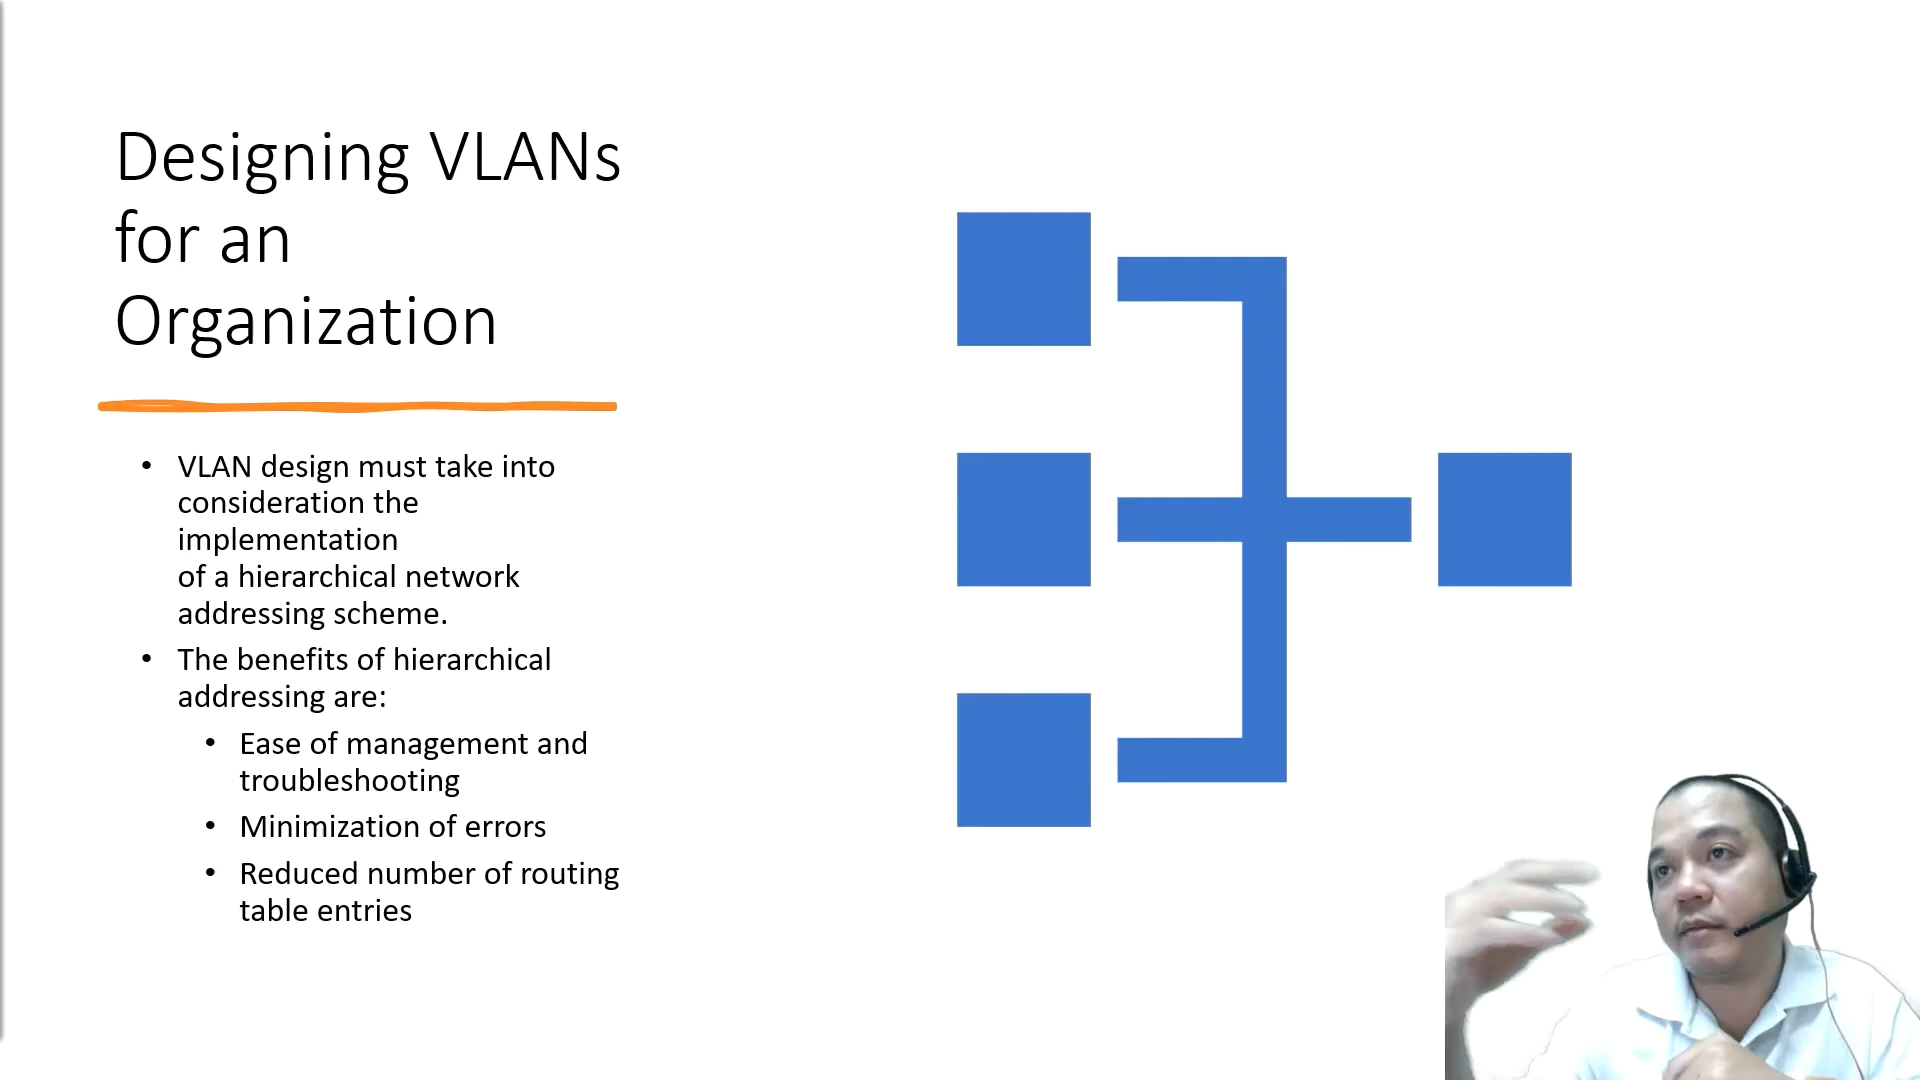 Designing VLANs
for an
Organization
• VLAN design must take into
consideration the
implementation
of a hierarchical network
addressing scheme.
• The benefits of hierarchical
addressing are:
• Ease of management and
troubleshooting
• Minimization of errors
• Reduced number of routing
table entries